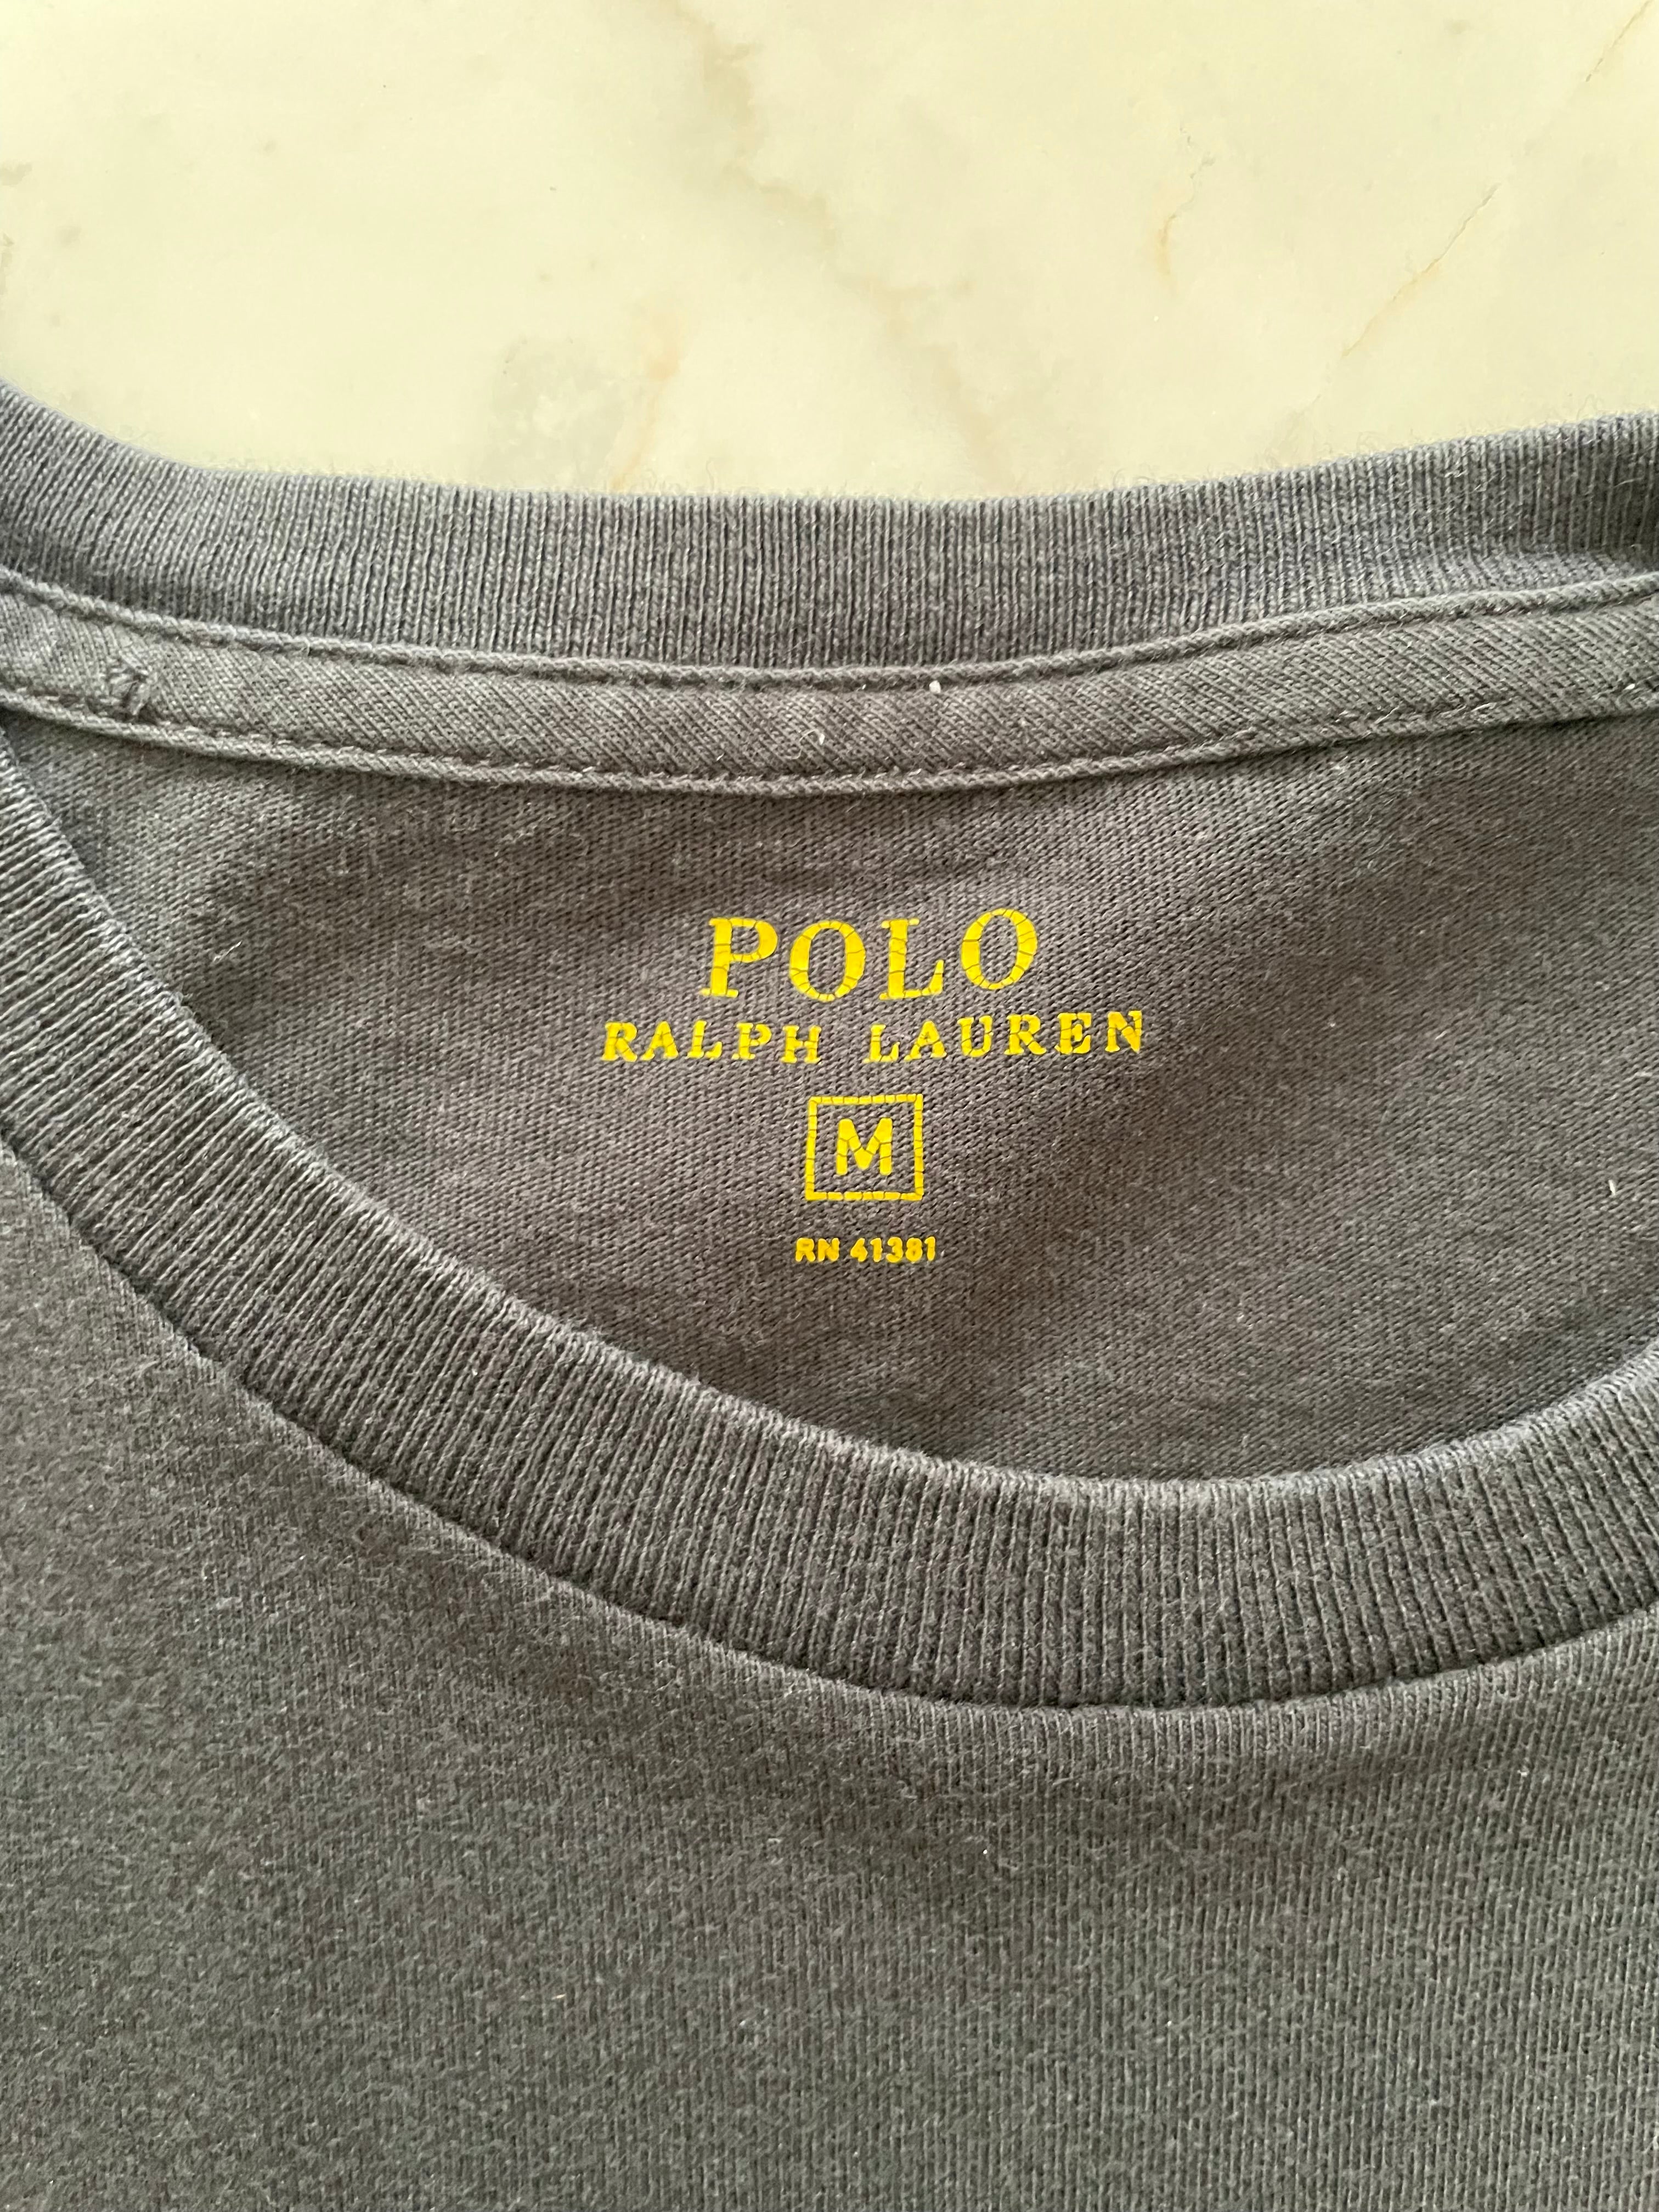 POLO
RALPH LAUREN
M
RN 41381